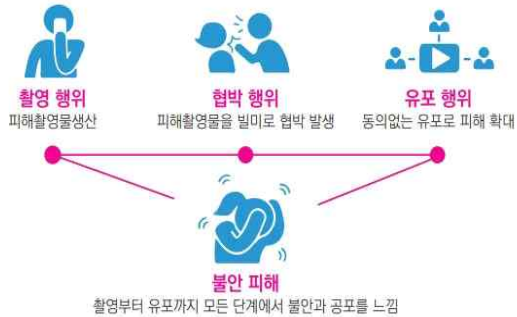 촬영 행위
피해촬영물생산
협박 행위
피해촬영물을 빌미로 협박 발생
유포 행위
동의없는 유포로 피해 확대
불안 피해
촬영부터 유포까지 모든 단계에서 불안과 공포를 느낌